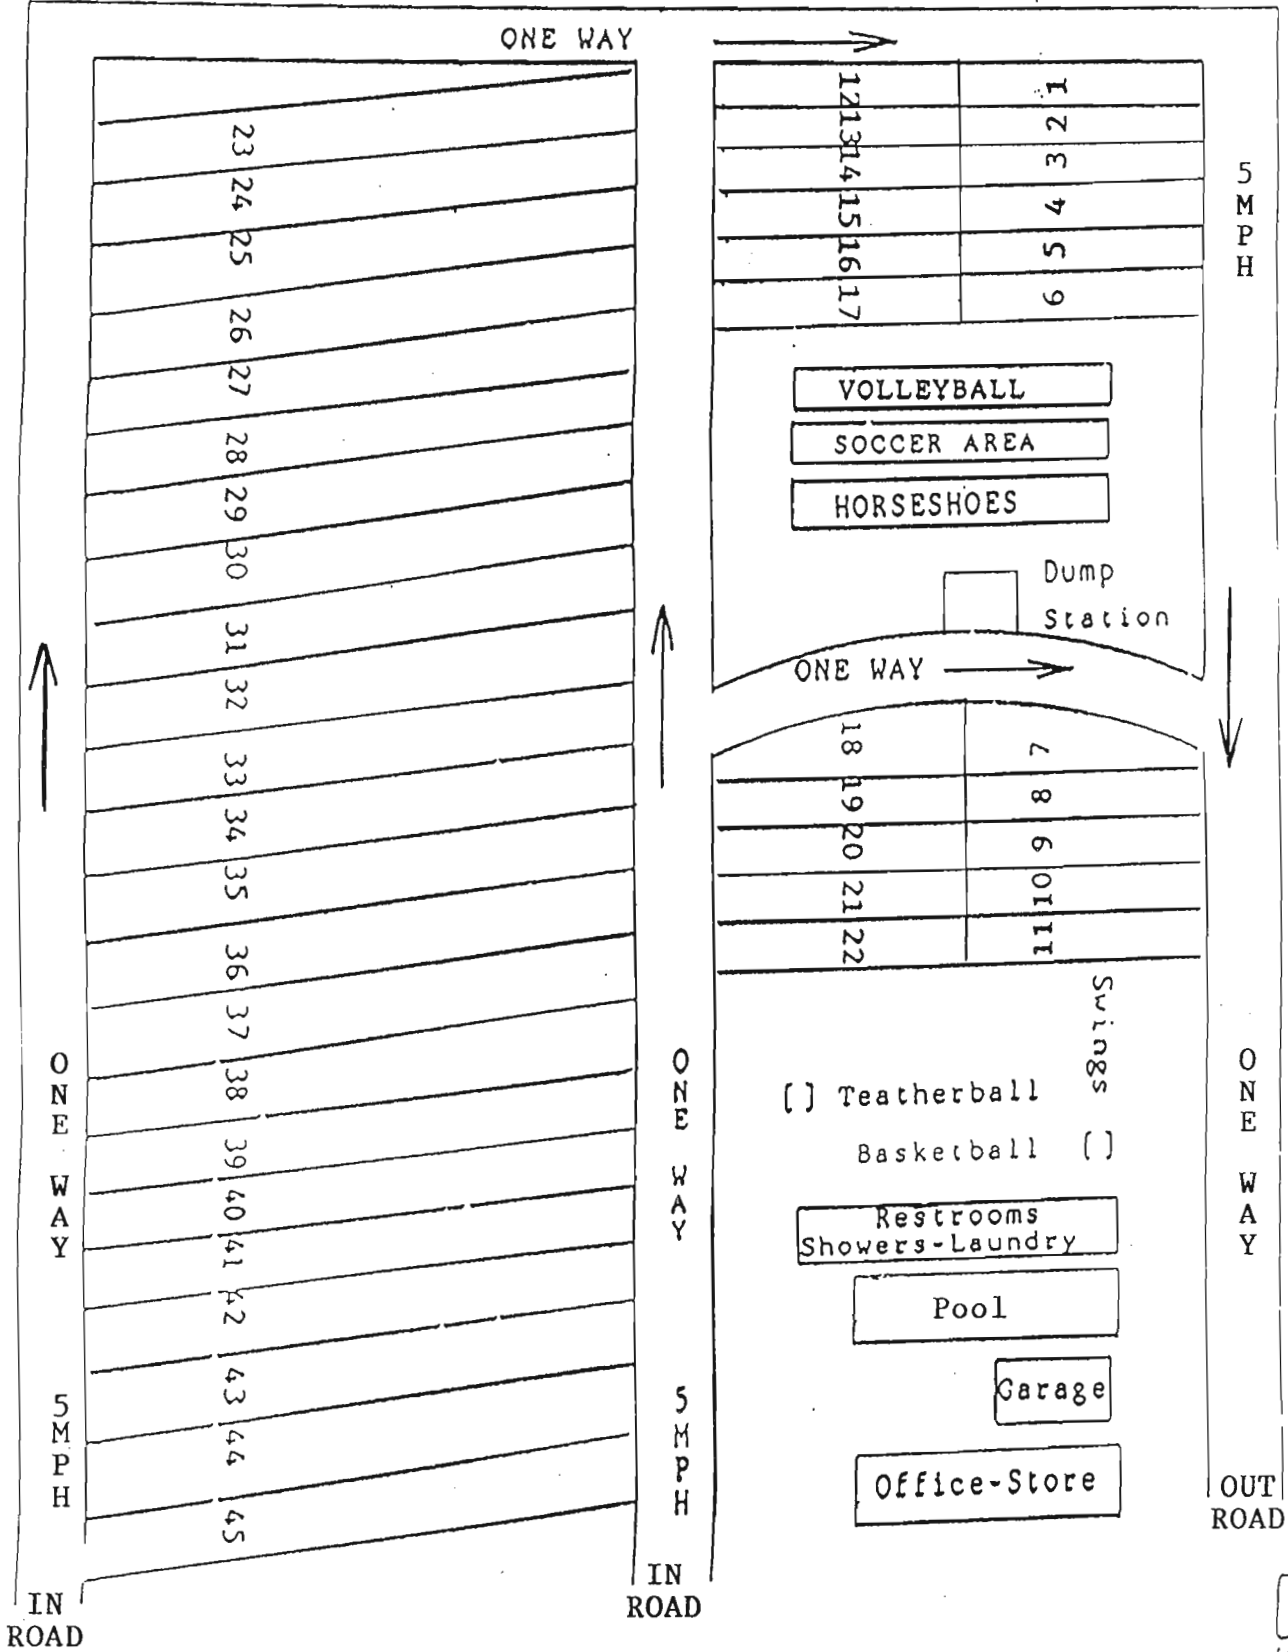 ONE WAY
12 1
13 2
14 3
15 4
16 5
17 6
5 MPH
VOLLEYBALL
SOCCER AREA
HORSESHOES
Dump
Station
ONE WAY
18 7
19 8
20 9
21 10
22 11
Swings
[] Teatherball
Basketball []
Restrooms
Showers-Laundry
Pool
Garage
Office-Store
23
24
25
26
27
28
29
30
31
32
33
34
35
36
37
38
39
40
41
42
43
44
45
ONE WAY
5 MPH
IN
ROAD
ONE WAY
5 MPH
IN
ROAD
ONE WAY
OUT
ROAD